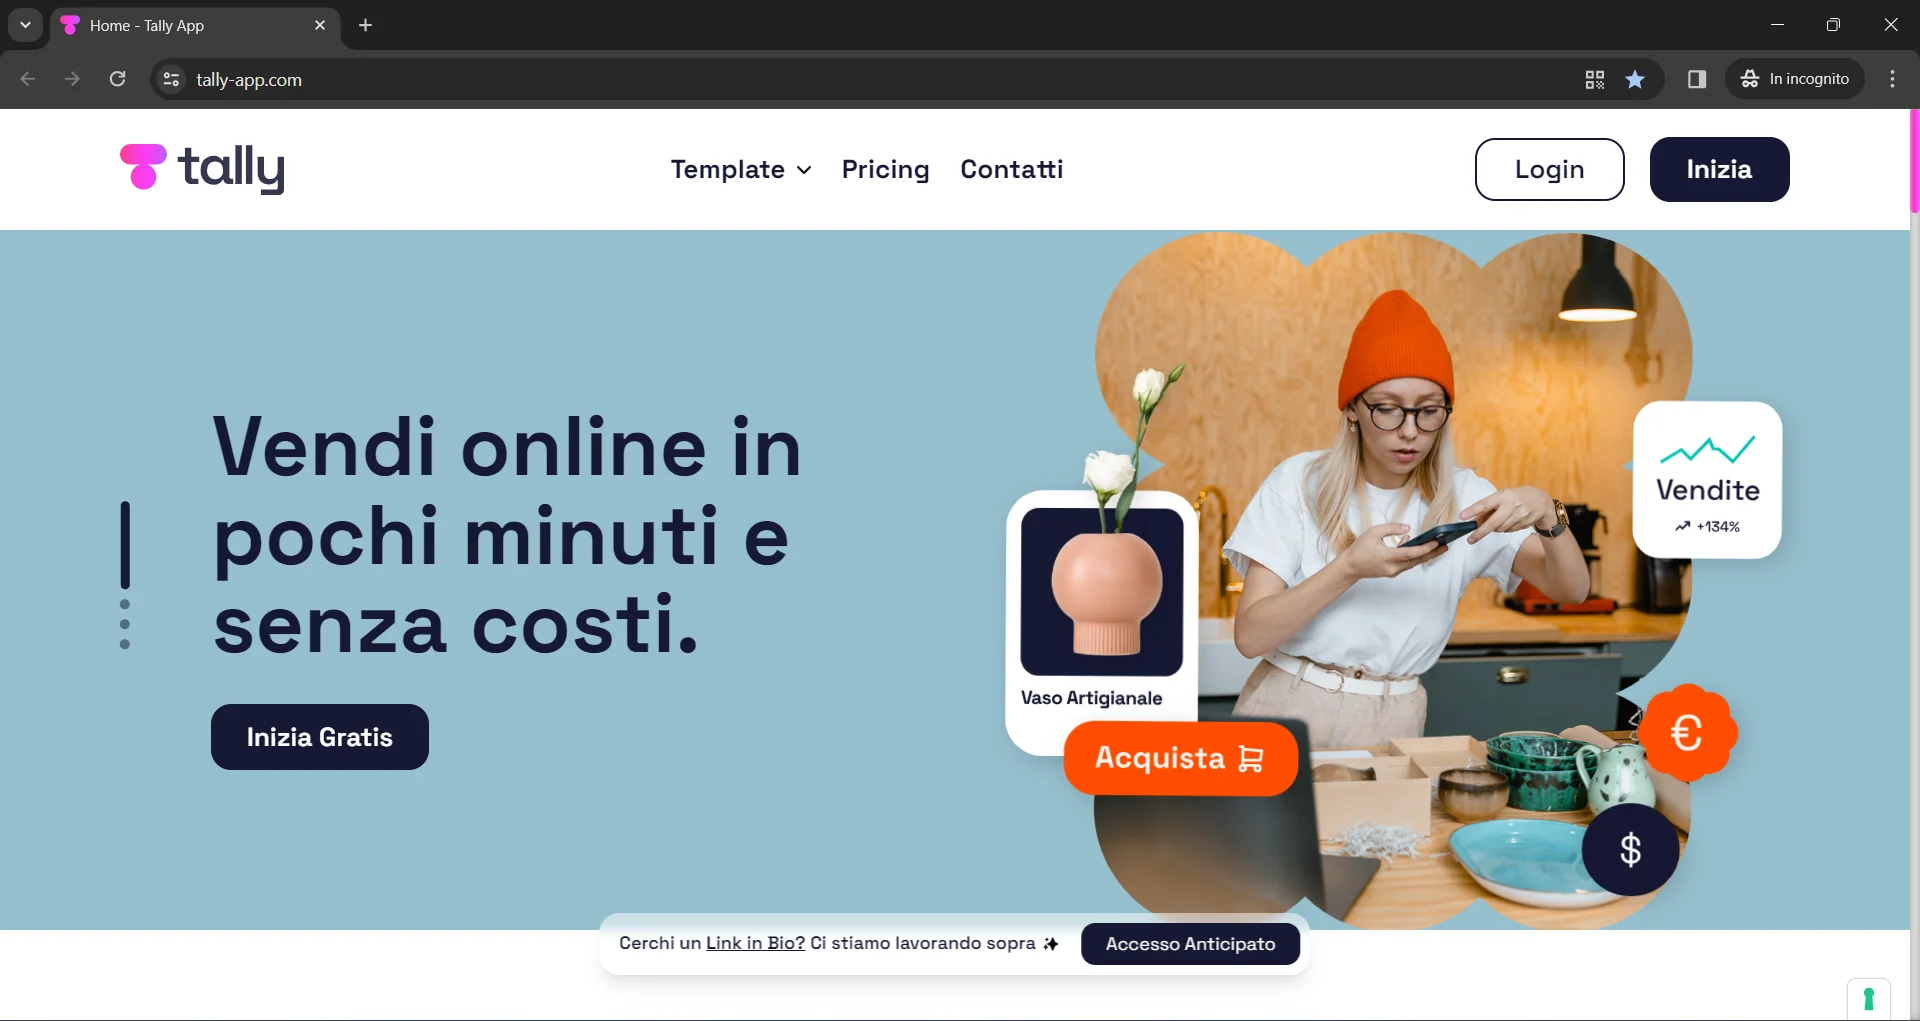 Home - Tally App
tally-app.com
In incognito
tally
Template
Pricing
Contatti
Login
Inizia
Vendi online in
pochi minuti e
senza costi.
Inizia Gratis
Vaso Artigianale
Acquista
Vendite
+134%
€
$
Cerchi un Link in Bio? Ci stiamo lavorando sopra
Accesso Anticipato